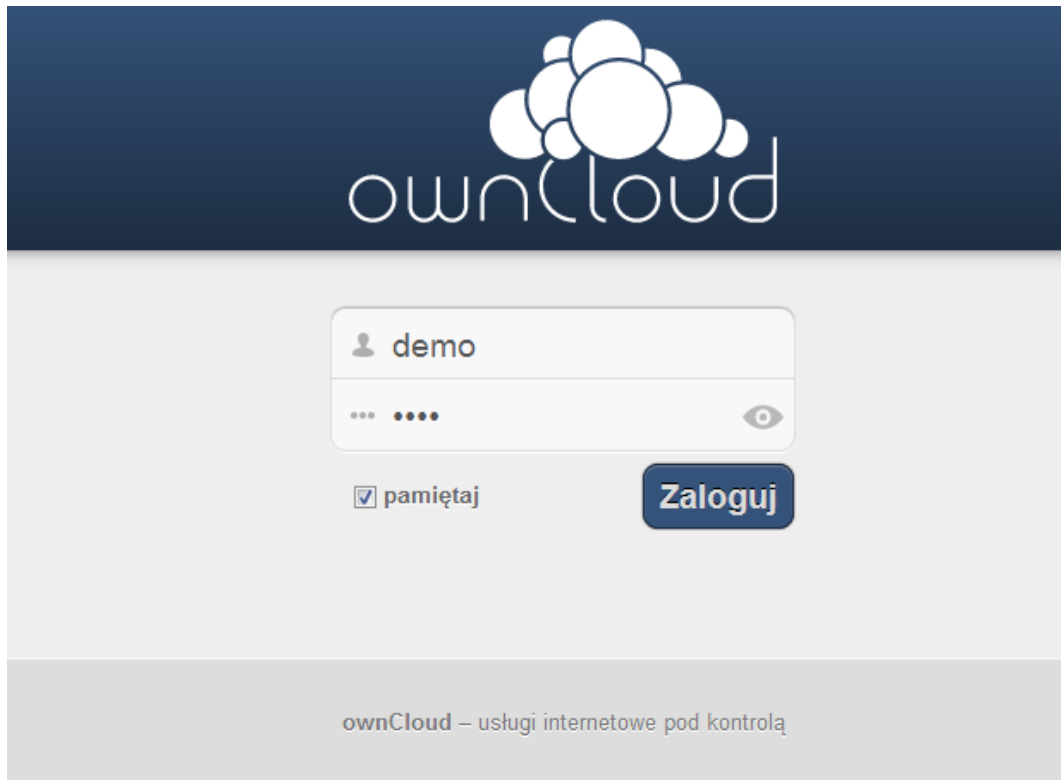 ownCloud
demo
••••
pamiętaj
Zaloguj
ownCloud – usługi internetowe pod kontrolą